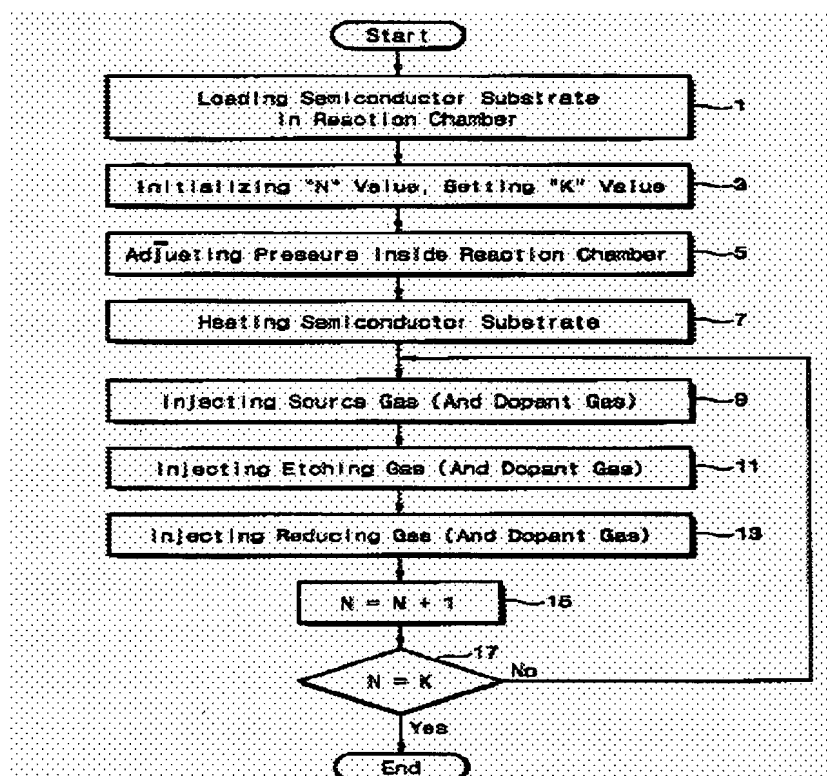 Start
Loading Semiconductor Substrate
in Reaction Chamber
1
Initializing "N" Value, Setting "K" Value
3
Adjusting Pressure Inside Reaction Chamber
5
Heating Semiconductor Substrate
7
Injecting Source Gas (And Dopant Gas)
9
Injecting Etching Gas (And Dopant Gas)
11
Injecting Reducing Gas (And Dopant Gas)
13
N = N + 1
15
17
N = K
No
Yes
End